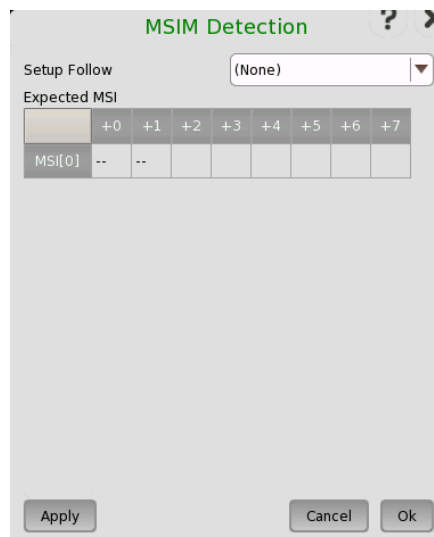 MSIM Detection ?
Setup Follow (None)
Expected MSI
+0 +1 +2 +3 +4 +5 +6 +7
MSI[0] -- --
Apply Cancel Ok